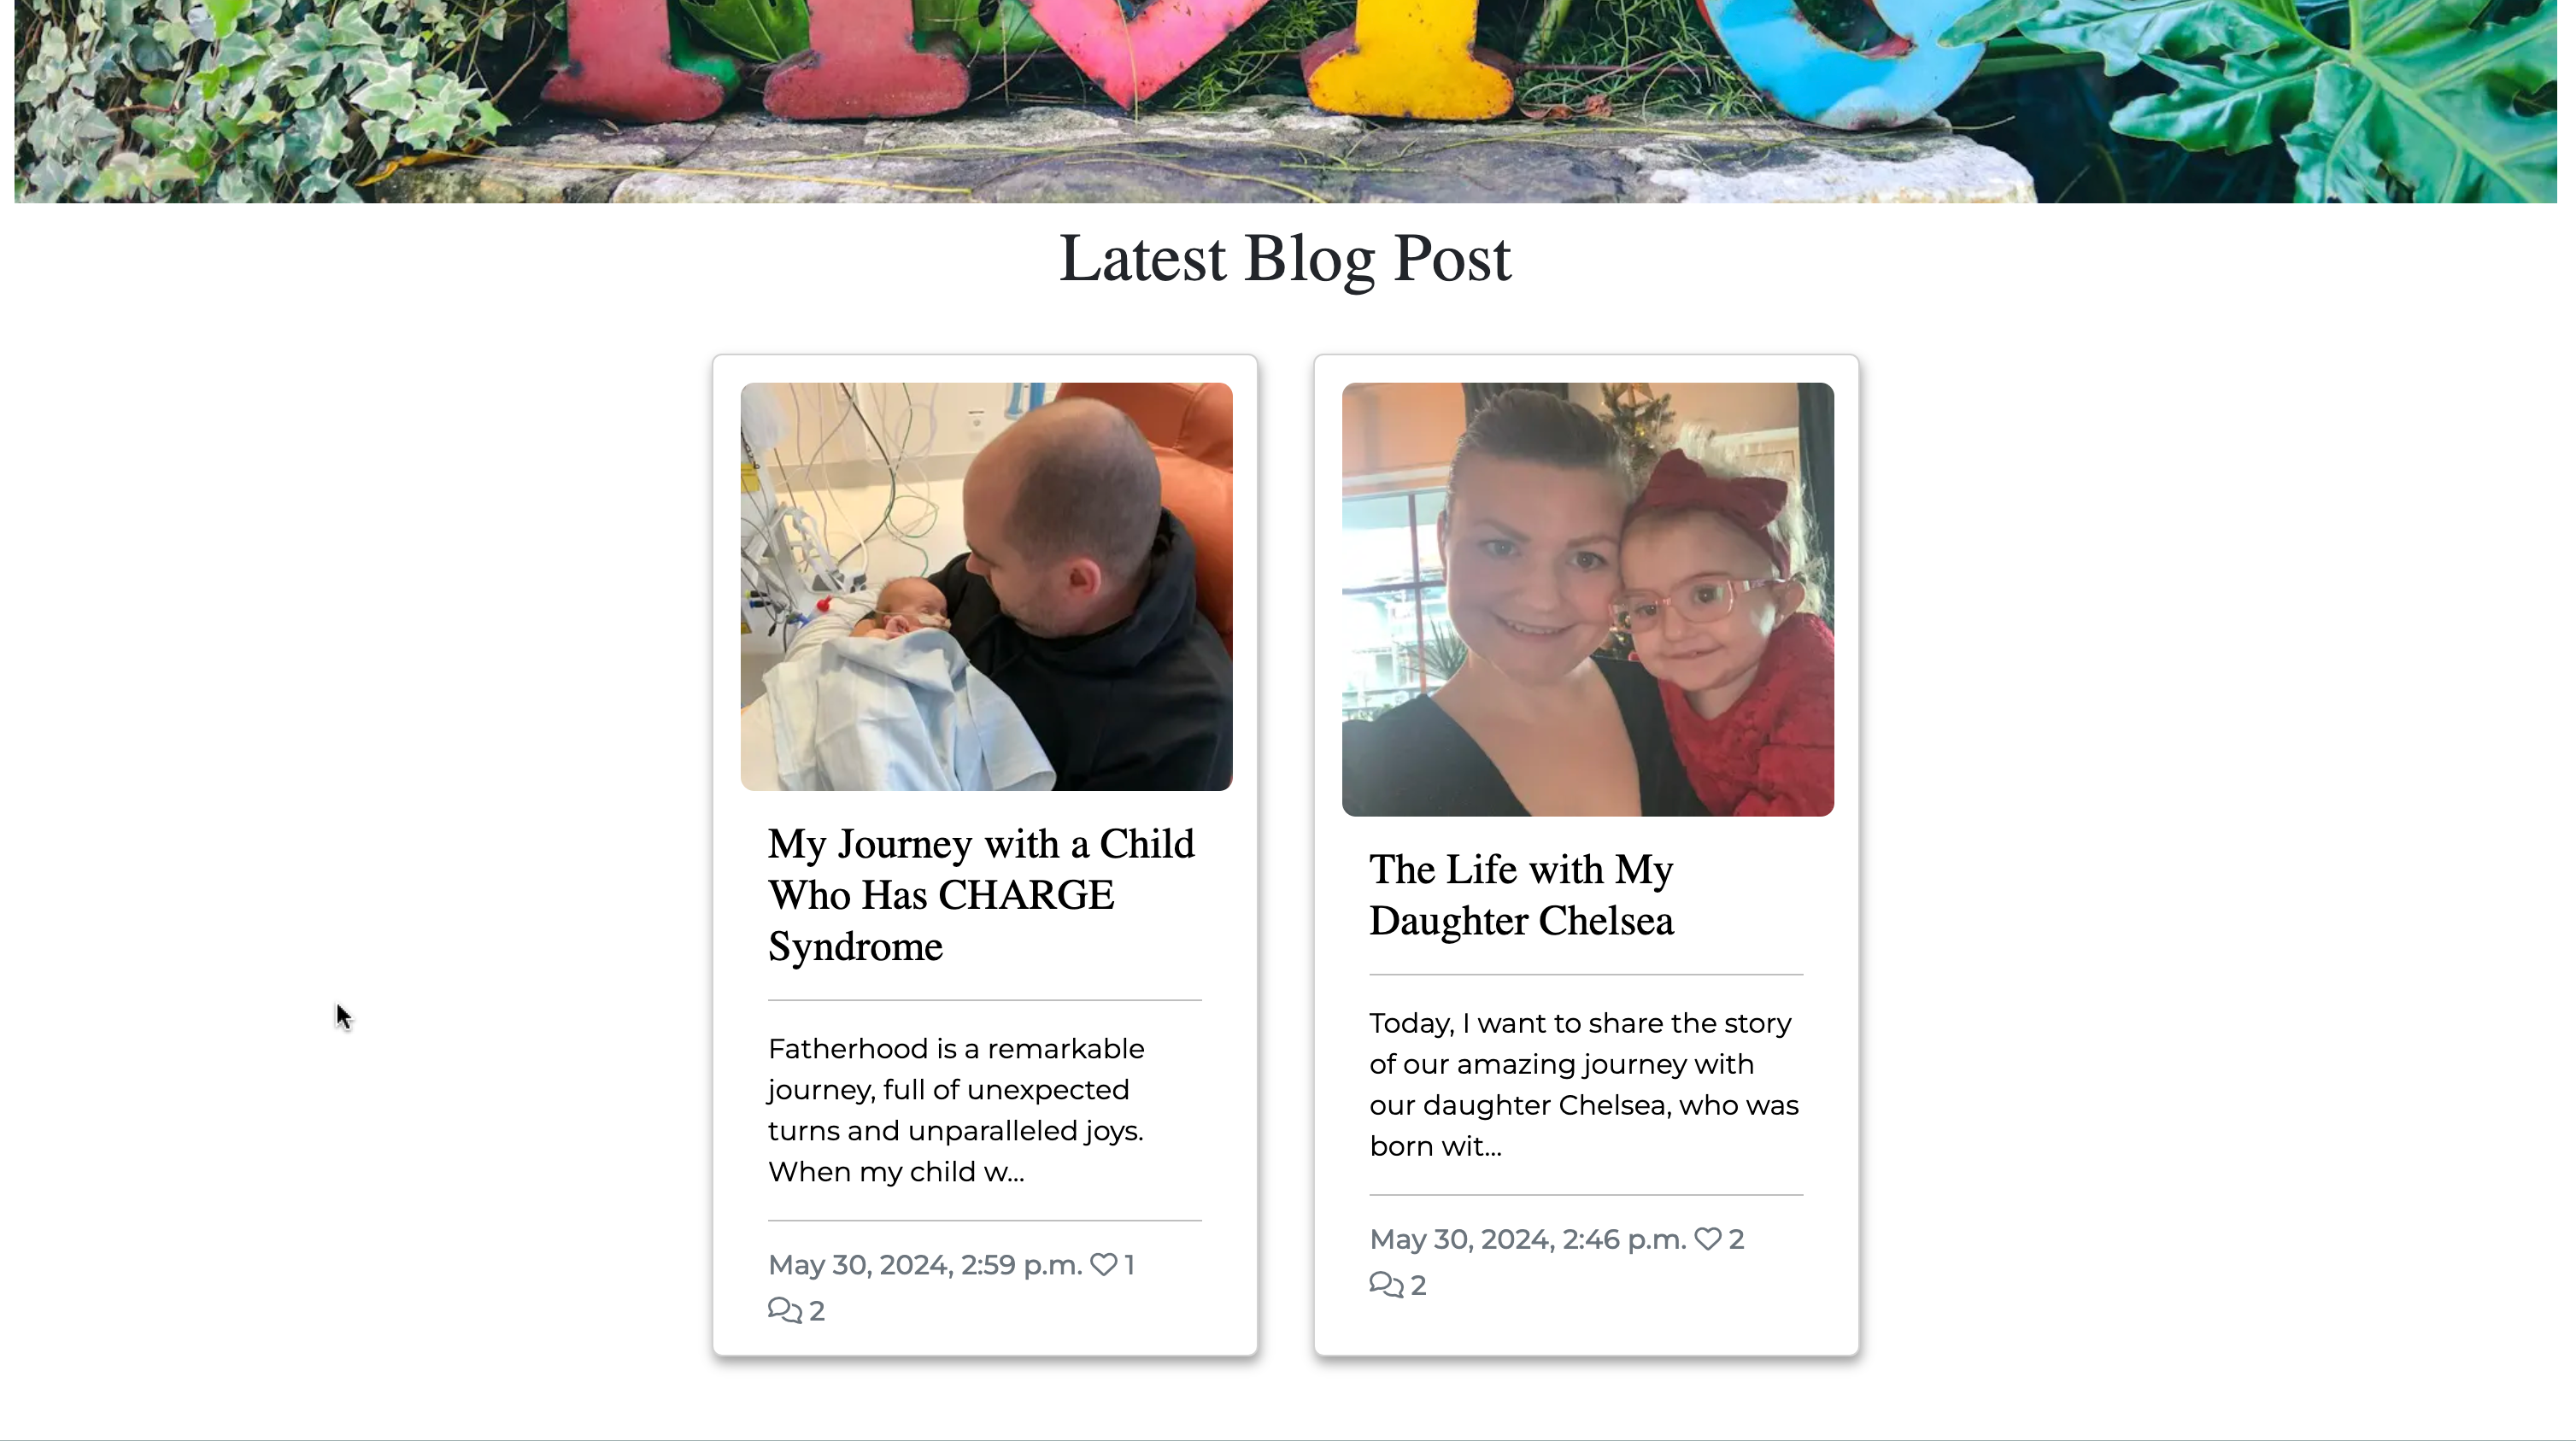 Latest Blog Post
My Journey with a Child
Who Has CHARGE
Syndrome
Fatherhood is a remarkable
journey, full of unexpected
turns and unparalleled joys.
When my child w...
May 30, 2024, 2:59 p.m. 1
2
The Life with My
Daughter Chelsea
Today, I want to share the story
of our amazing journey with
our daughter Chelsea, who was
born wit...
May 30, 2024, 2:46 p.m. 2
2